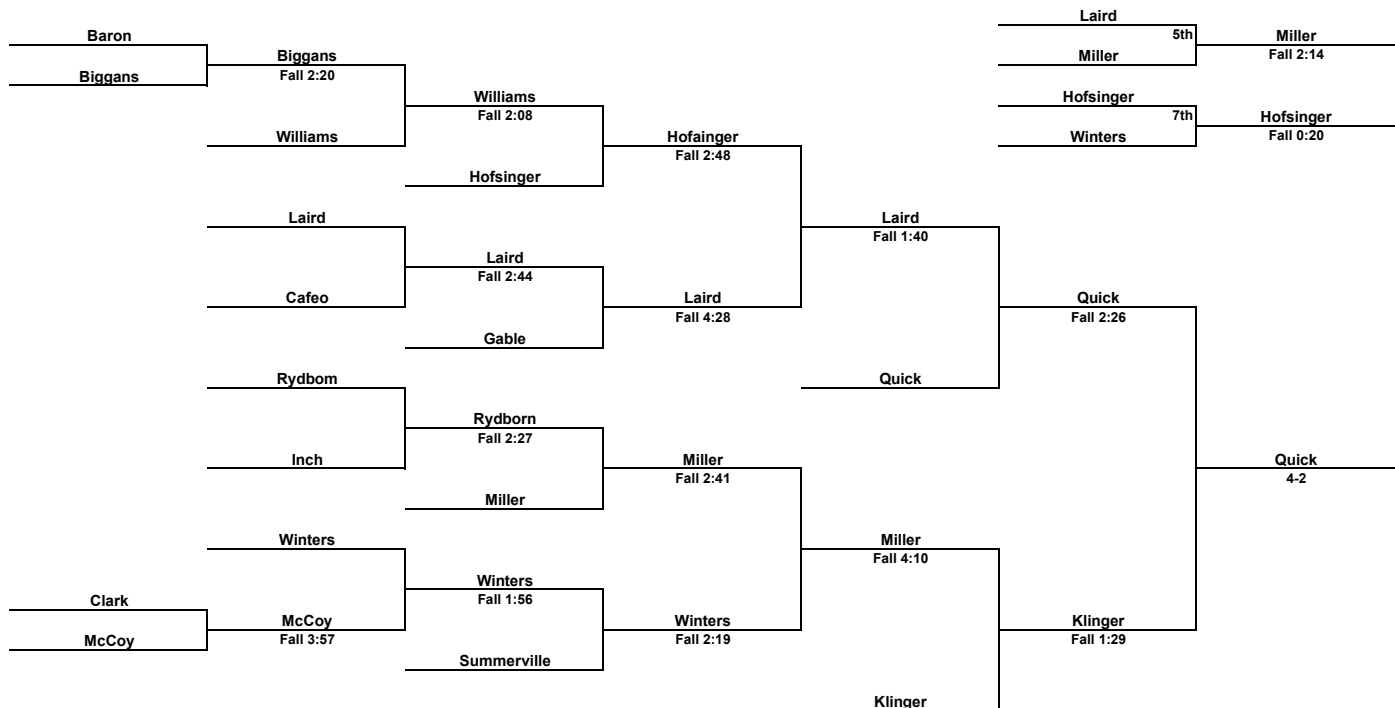 Laird
Baron
5th
Miller
Biggans
Fall 2:14
Miller
Biggans
Fall 2:20
Williams
Hofsinger
Fall 2:08
7th
Hofsinger
Williams
Hofainger
Winters
Fall 0:20
Fall 2:48
Hofsinger
Laird
Laird
Fall 1:40
Laird
Fall 2:44
Cafeo
Laird
Quick
Fall 4:28
Fall 2:26
Gable
Rydbom
Quick
Rydborn
Fall 2:27
Inch
Miller
Quick
Fall 2:41
4-2
Miller
Winters
Miller
Fall 4:10
Winters
Clark
Fall 1:56
McCoy
Winters
Klinger
McCoy
Fall 3:57
Fall 2:19
Fall 1:29
Summerville
Klinger